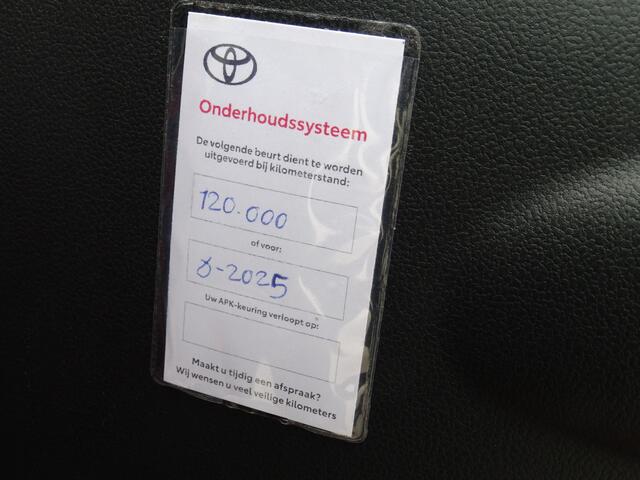 Onderhoudssysteem
De volgende beurt dient te worden
uitgevoerd bij kilometerstand:
120.000
of voor:
8-2025
Uw APK-keuring verloopt op:
Maakt u tijdig een afspraak?
Wij wensen u veel veilige kilometers